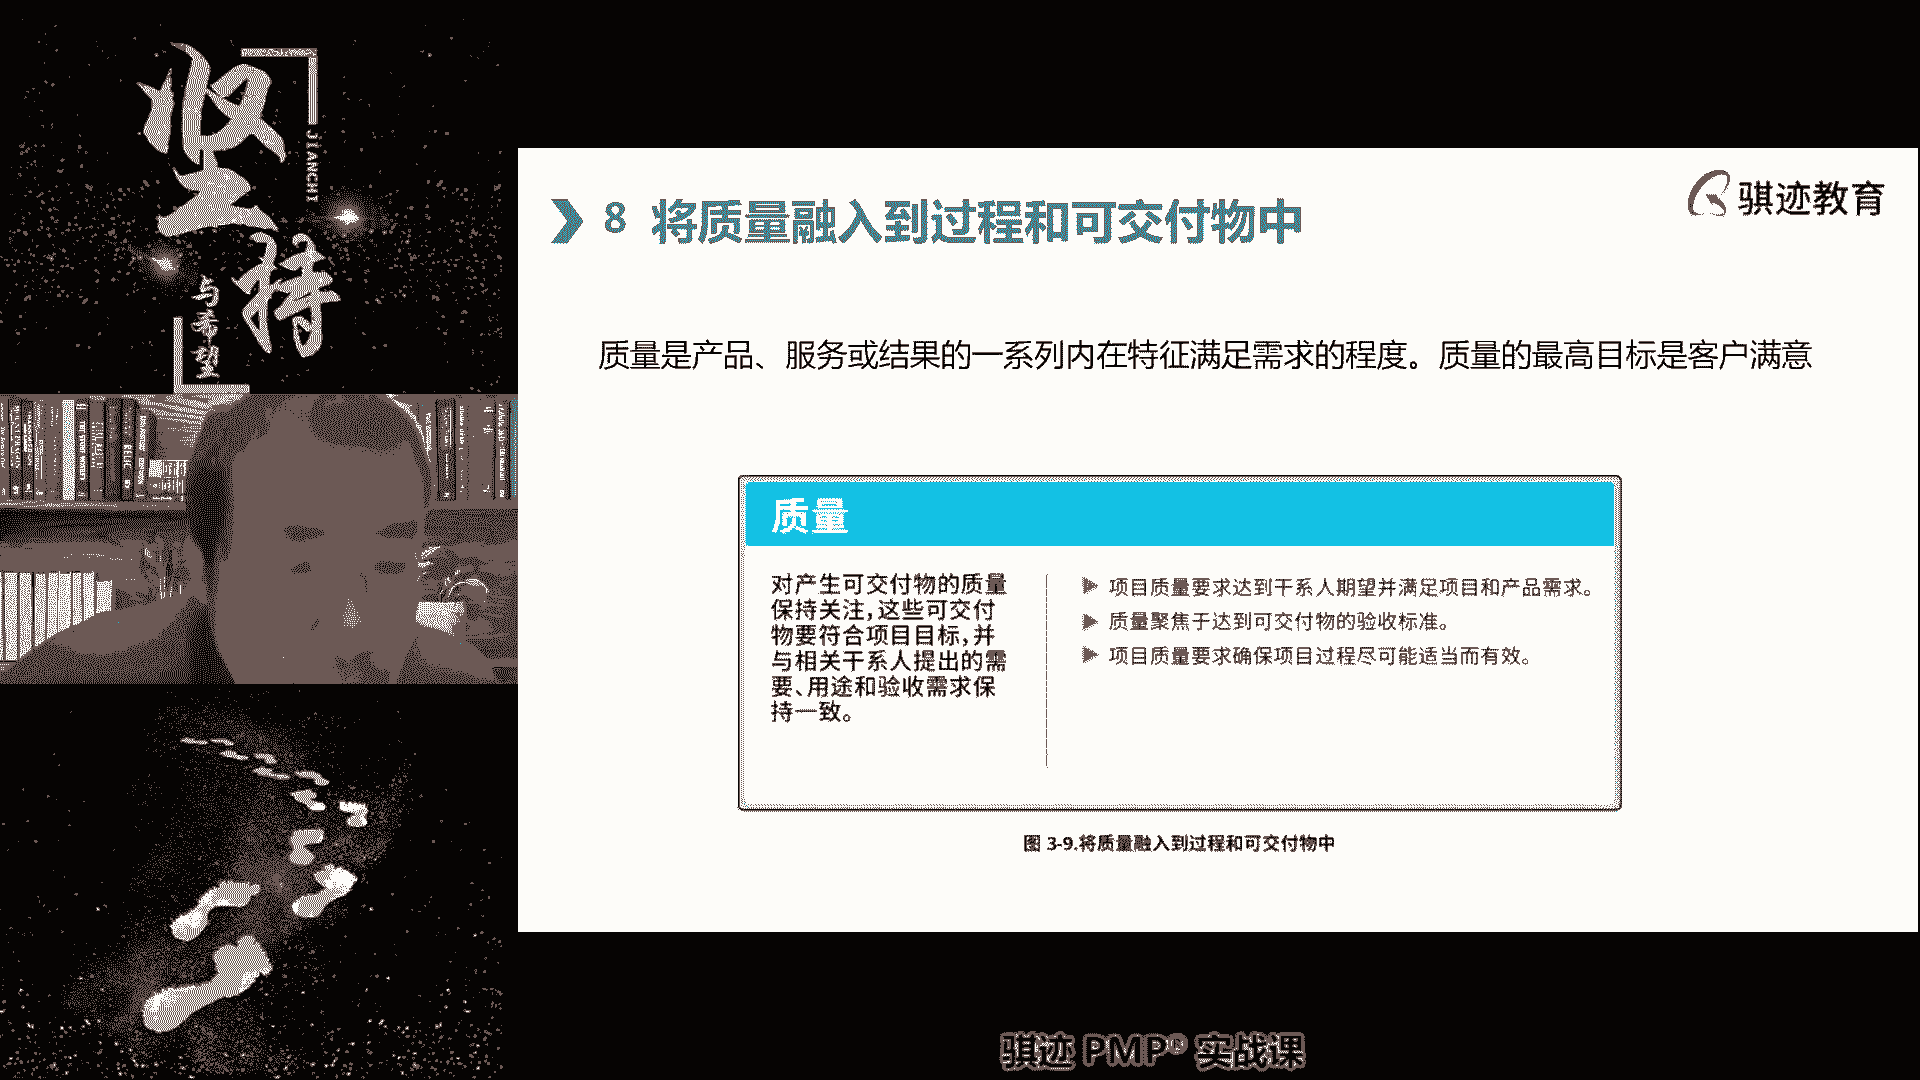 坚持
JIANCHI
与希望
骐迹教育
8 将质量融入到过程和可交付物中
质量是产品、服务或结果的一系列内在特征满足需求的程度。质量的最高目标是客户满意
质量
对产生可交付物的质量
保持关注,这些可交付
物要符合项目目标,并
与相关干系人提出的需
要、用途和验收需求保
持一致。
▶ 项目质量要求达到干系人期望并满足项目和产品需求。
▶ 质量聚焦于达到可交付物的验收标准。
▶ 项目质量要求确保项目过程尽可能适当而有效。
图 3-9.将质量融入到过程和可交付物中
骐迹 PMP® 实战课